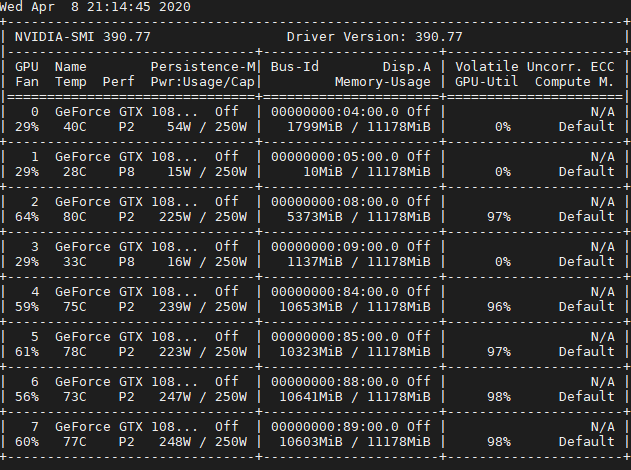 Wed Apr  8 21:14:45 2020
+-----------------------------------------------------------------------------+
| NVIDIA-SMI 390.77                 Driver Version: 390.77                    |
|-------------------------------+----------------------+----------------------+
| GPU  Name        Persistence-M| Bus-Id        Disp.A | Volatile Uncorr. ECC |
| Fan  Temp  Perf  Pwr:Usage/Cap|         Memory-Usage | GPU-Util  Compute M. |
|===============================+======================+======================|
|   0  GeForce GTX 108...  Off  | 00000000:04:00.0 Off |                  N/A |
| 29%   40C    P2    54W / 250W |   1799MiB / 11178MiB |      0%      Default |
+-------------------------------+----------------------+----------------------+
|   1  GeForce GTX 108...  Off  | 00000000:05:00.0 Off |                  N/A |
| 29%   28C    P8    15W / 250W |     10MiB / 11178MiB |      0%      Default |
+-------------------------------+----------------------+----------------------+
|   2  GeForce GTX 108...  Off  | 00000000:08:00.0 Off |                  N/A |
| 64%   80C    P2   225W / 250W |   5373MiB / 11178MiB |     97%      Default |
+-------------------------------+----------------------+----------------------+
|   3  GeForce GTX 108...  Off  | 00000000:09:00.0 Off |                  N/A |
| 29%   33C    P8    16W / 250W |   1137MiB / 11178MiB |      0%      Default |
+-------------------------------+----------------------+----------------------+
|   4  GeForce GTX 108...  Off  | 00000000:84:00.0 Off |                  N/A |
| 59%   75C    P2   239W / 250W |  10653MiB / 11178MiB |     96%      Default |
+-------------------------------+----------------------+----------------------+
|   5  GeForce GTX 108...  Off  | 00000000:85:00.0 Off |                  N/A |
| 61%   78C    P2   223W / 250W |  10323MiB / 11178MiB |     97%      Default |
+-------------------------------+----------------------+----------------------+
|   6  GeForce GTX 108...  Off  | 00000000:88:00.0 Off |                  N/A |
| 56%   73C    P2   247W / 250W |  10641MiB / 11178MiB |     98%      Default |
+-------------------------------+----------------------+----------------------+
|   7  GeForce GTX 108...  Off  | 00000000:89:00.0 Off |                  N/A |
| 60%   77C    P2   248W / 250W |  10603MiB / 11178MiB |     98%      Default |
+-------------------------------+----------------------+----------------------+